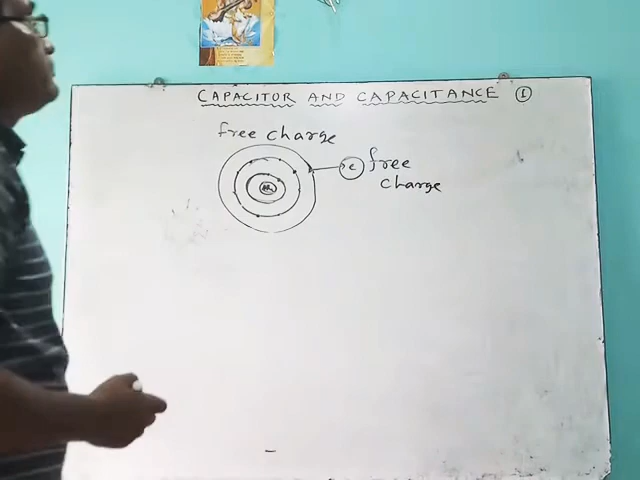 CAPACITOR AND CAPACITANCE 1
free charge
e free
charge